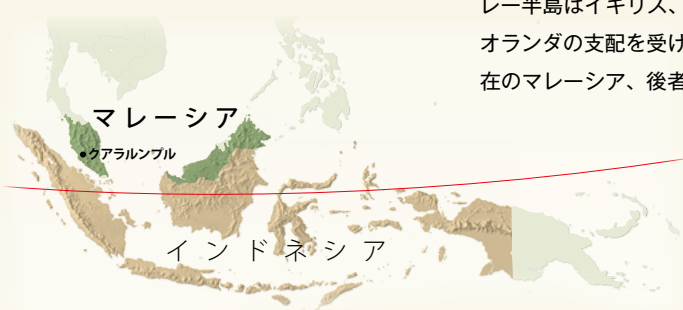 レー半島はイギリス、
オランダの支配を受け
在のマレーシア、後者
マレーシア
クアラルンプル
インドネシア